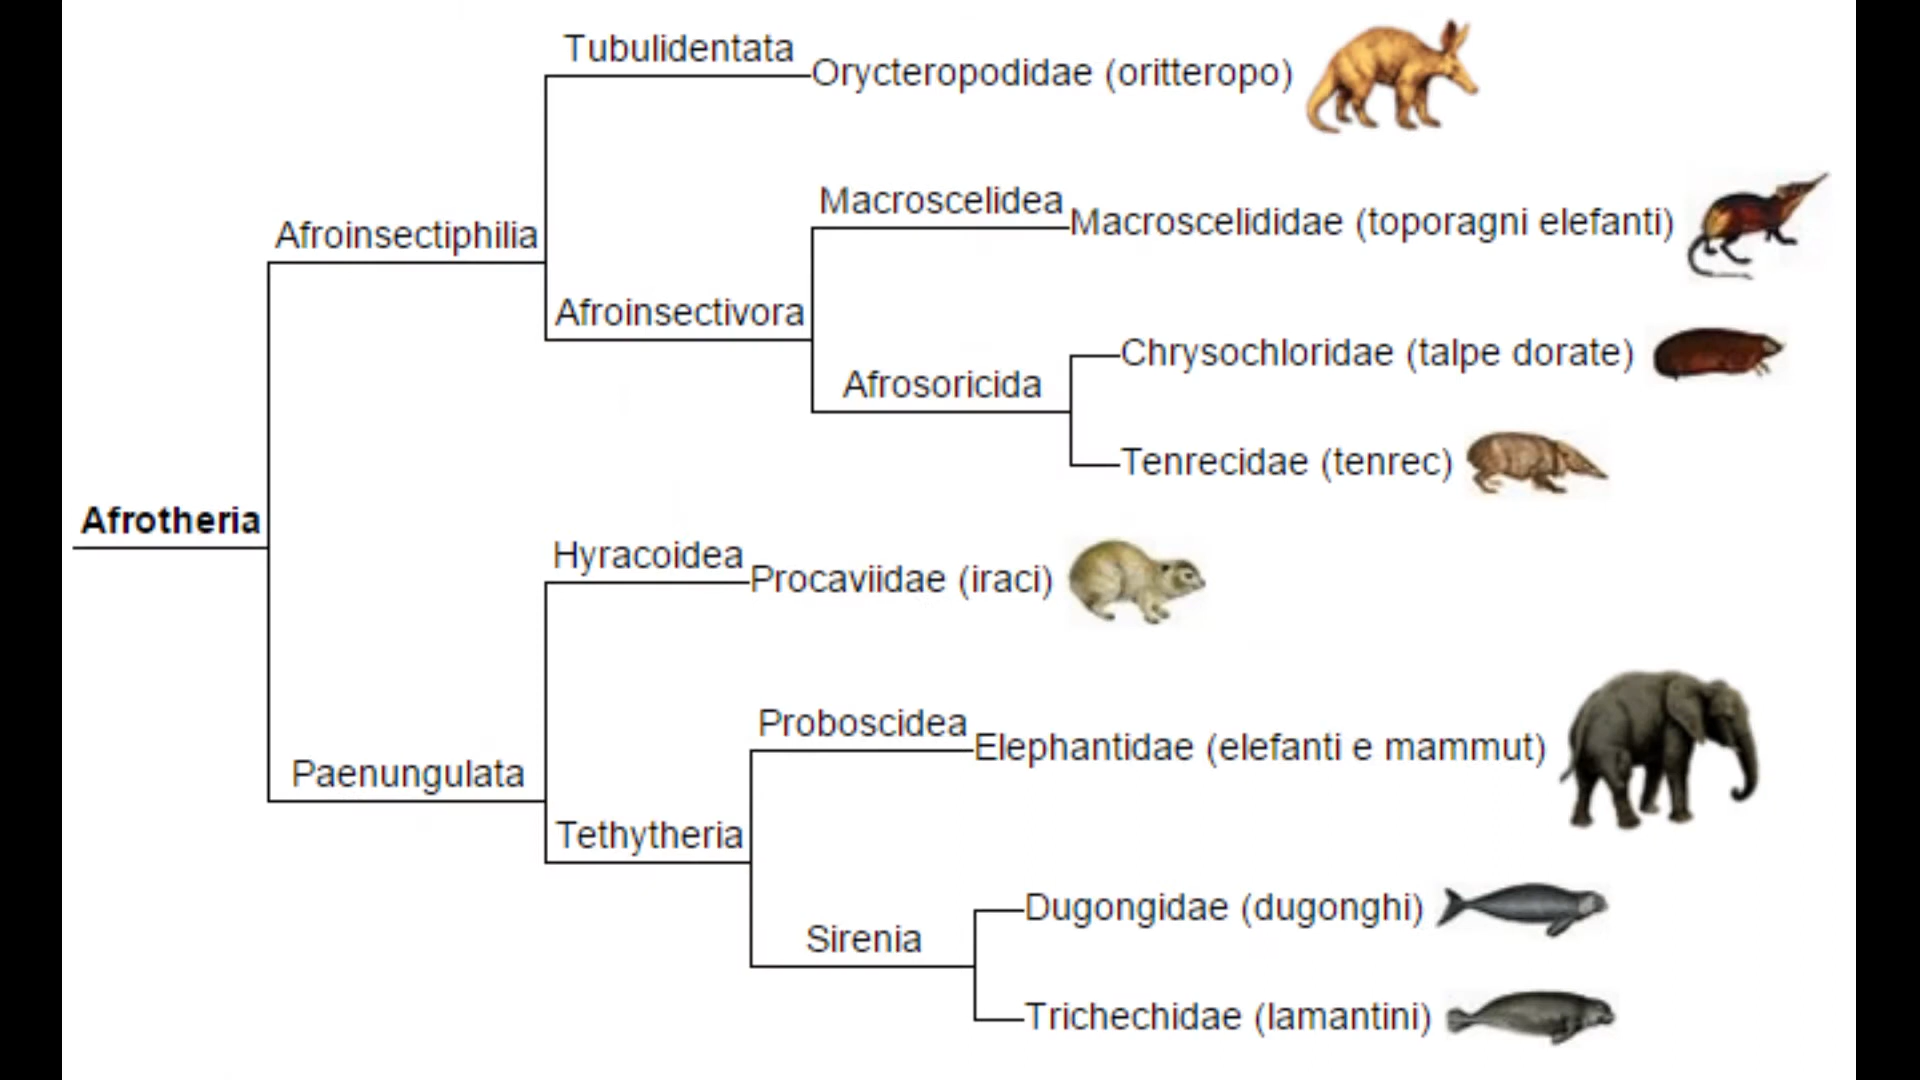 Tubulidentata
Orycteropodidae (oritteropo)
Macroscelidea
Macroscelididae (toporagni elefanti)
Afroinsectiphilia
Afroinsectivora
Chrysochloridae (talpe dorate)
Afrosoricida
Tenrecidae (tenrec)
Afrotheria
Hyracoidea
Procaviidae (iraci)
Proboscidea
Elephantidae (elefanti e mammut)
Paenungulata
Tethytheria
Dugongidae (dugonghi)
Sirenia
Trichechidae (lamantini)